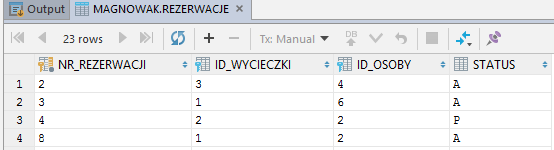 Output MAGNOWAK.REZERWACJE
23 rows Tx: Manual DB
NR_REZERWACJI ID_WYCIECZKI ID_OSOBY STATUS
1 2 3 4 A
2 3 1 6 A
3 4 2 2 P
4 8 1 2 A